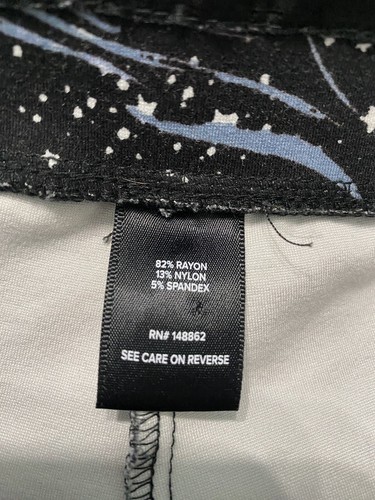 82% RAYON
13% NYLON
5% SPANDEX
RN# 148862
SEE CARE ON REVERSE